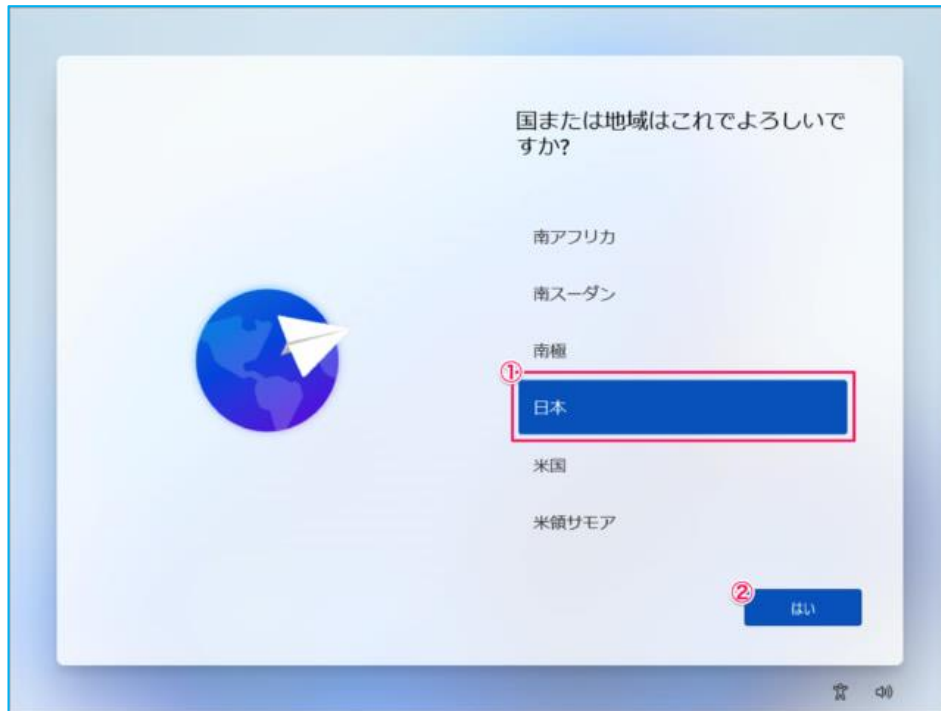 国または地域はこれでよろしいで
すか?
南アフリカ
南スーダン
南極
①
日本
米国
米領サモア
②
はい